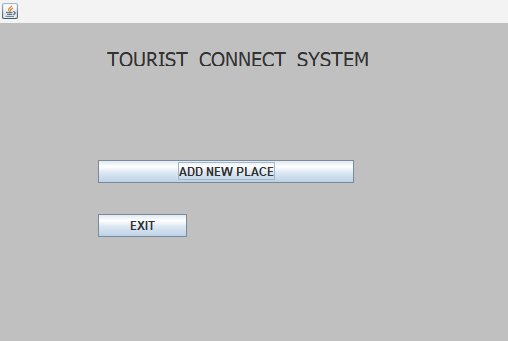 TOURIST CONNECT SYSTEM
ADD NEW PLACE
EXIT